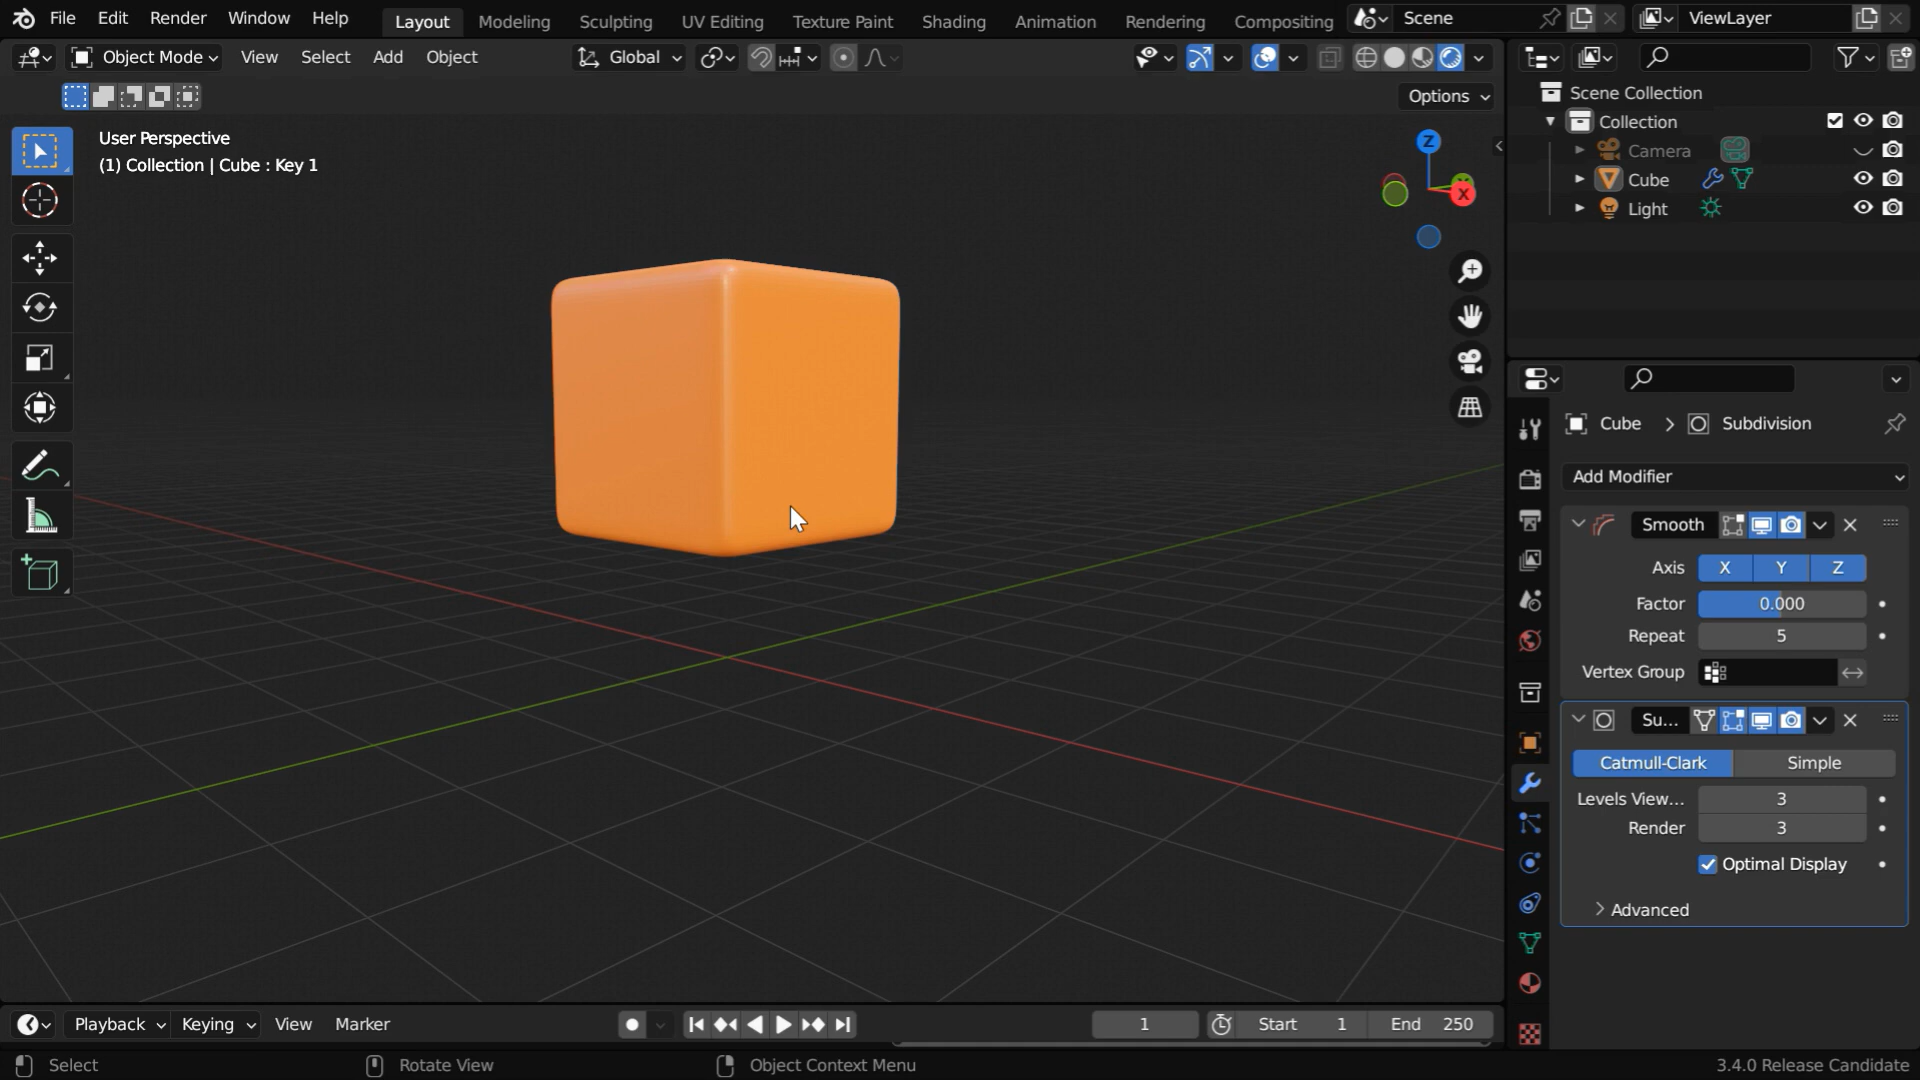 File Edit Render Window Help Layout Modeling Sculpting UV Editing Texture Paint Shading Animation Rendering Compositing Scene ViewLayer
Object Mode View Select Add Object Global
Options
User Perspective
(1) Collection | Cube : Key 1
Z
X
Scene Collection
Collection
Camera
Cube
Light
Cube > Subdivision
Add Modifier
Smooth
Axis X Y Z
Factor 0.000
Repeat 5
Vertex Group
Su...
Catmull-Clark Simple
Levels View... 3
Render 3
Optimal Display
Advanced
Playback Keying View Marker 1 Start 1 End 250
Select Rotate View Object Context Menu 3.4.0 Release Candidate